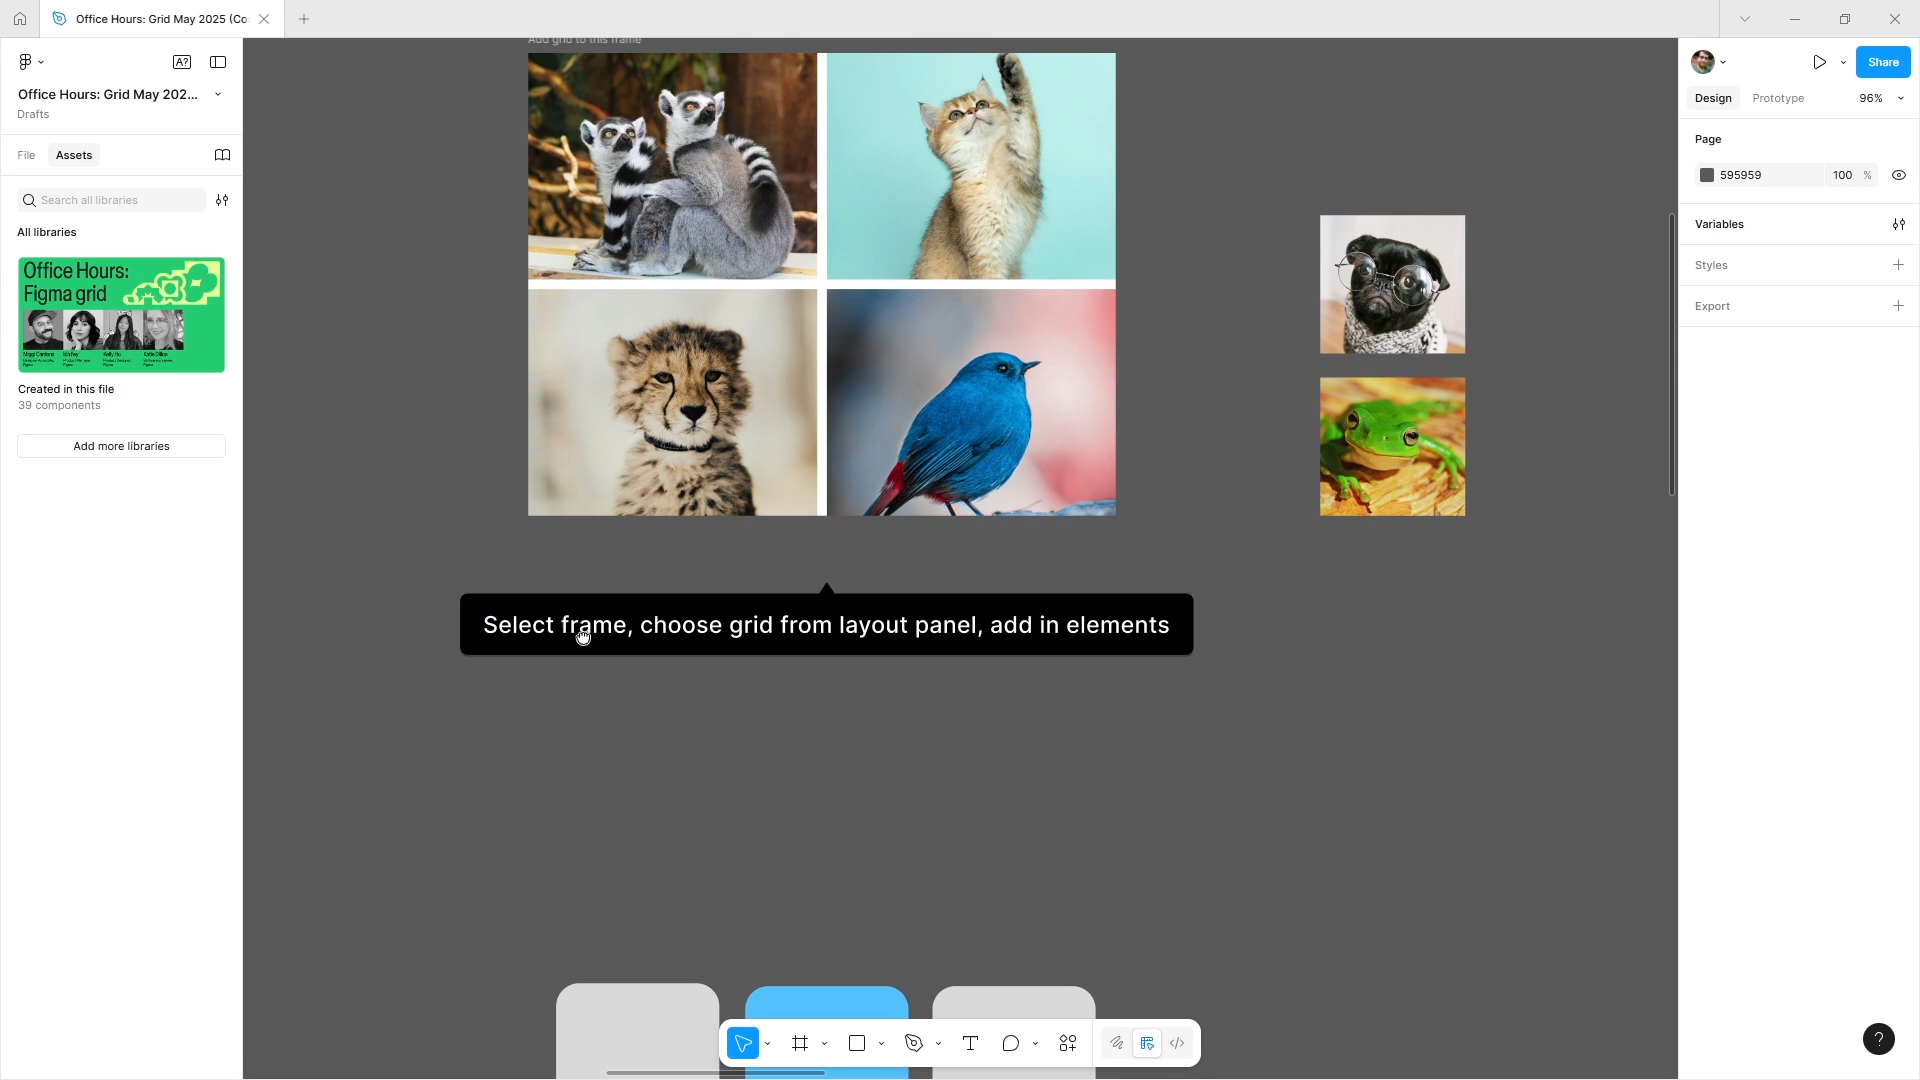 Office Hours: Grid May 2025 (Co
Office Hours: Grid May 202...
Drafts
A?
File
Assets
Search all libraries
All libraries
Office Hours:
Figma grid
Created in this file
39 components
Add more libraries
Add grid to this frame
Select frame, choose grid from layout panel, add in elements
Share
Design
Prototype
96%
Page
595959
100
%
Variables
Styles
Export
?